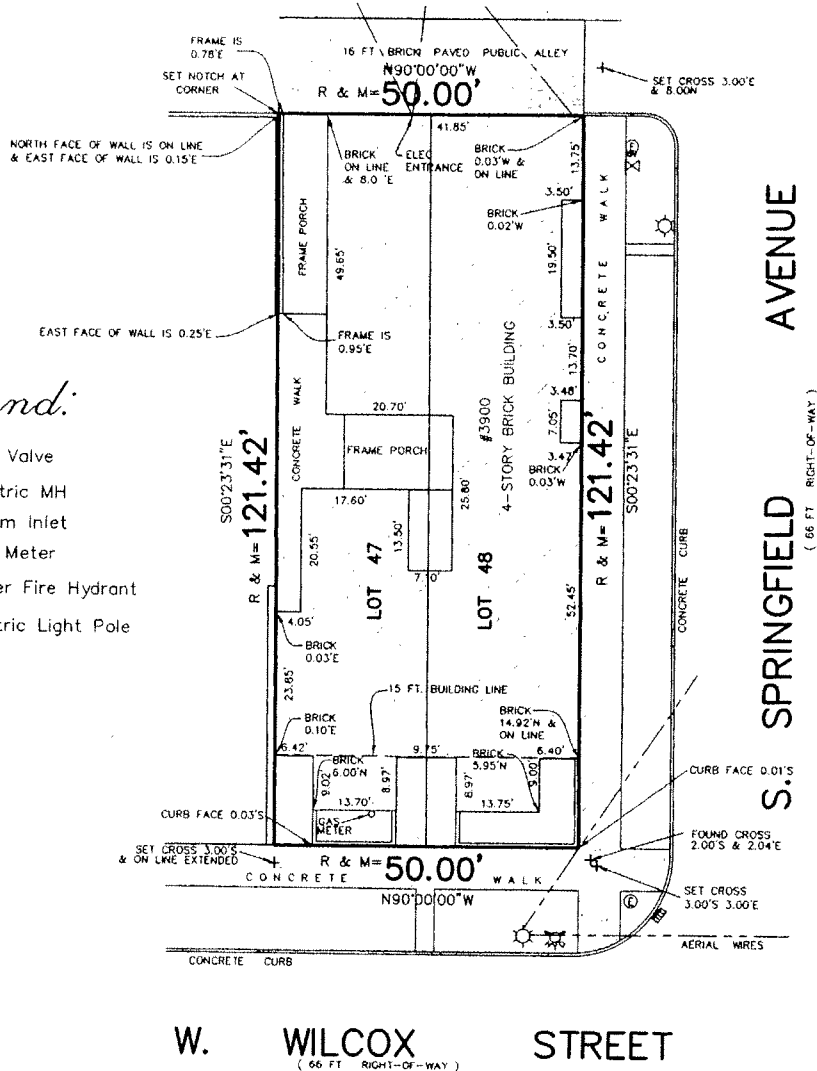 FRAME IS
0.78'E
16 FT BRICK PAVED PUBLIC ALLEY
N90°00'00"W
R & M= 50.00'
SET NOTCH AT
CORNER
SET CROSS 3.00'E
& 8.00N
NORTH FACE OF WALL IS ON LINE
& EAST FACE OF WALL IS 0.15'E
41.85'
BRICK
ON LINE
& 8.0 'E
ELEC
ENTRANCE
BRICK
0.03'W &
ON LINE
13.75'
3.50'
BRICK
0.02'W
CONCRETE WALK
FRAME PORCH
49.65'
19.50'
3.50'
EAST FACE OF WALL IS 0.25'E
FRAME IS
0.95'E
13.70'
#3900
4-STORY BRICK BUILDING
3.48'
7.05'
3.47'
BRICK
0.03'W
CONCRETE WALK
20.70'
FRAME PORCH
17.60'
25.80'
13.50'
7.10'
20.55'
S00°23'31"E
R & M= 121.42'
R & M= 121.42'
S00°23'31"E
nd:
Valve
tric MH
m Inlet
Meter
er Fire Hydrant
tric Light Pole
LOT 47
LOT 48
52.45'
4.05'
BRICK
0.03'E
23.85'
15 FT. BUILDING LINE
BRICK
0.10'E
BRICK
14.92'N &
ON LINE
6.42'
BRICK
6.00'N
9.75'
BRICK
5.95'N
6.40'
9.02'
8.97'
8.97'
9.00'
13.70'
13.75'
GAS
METER
CURB FACE 0.03'S
CURB FACE 0.01'S
SET CROSS 3.00'S
& ON LINE EXTENDED
R & M= 50.00'
CONCRETE WALK
N90°00'00"W
FOUND CROSS
2.00'S & 2.04'E
SET CROSS
3.00'S 3.00'E
E
E
AERIAL WIRES
CONCRETE CURB
CONCRETE CURB
S. SPRINGFIELD AVENUE
( 66 FT RIGHT-OF-WAY )
W. WILCOX STREET
( 66 FT RIGHT-OF-WAY )